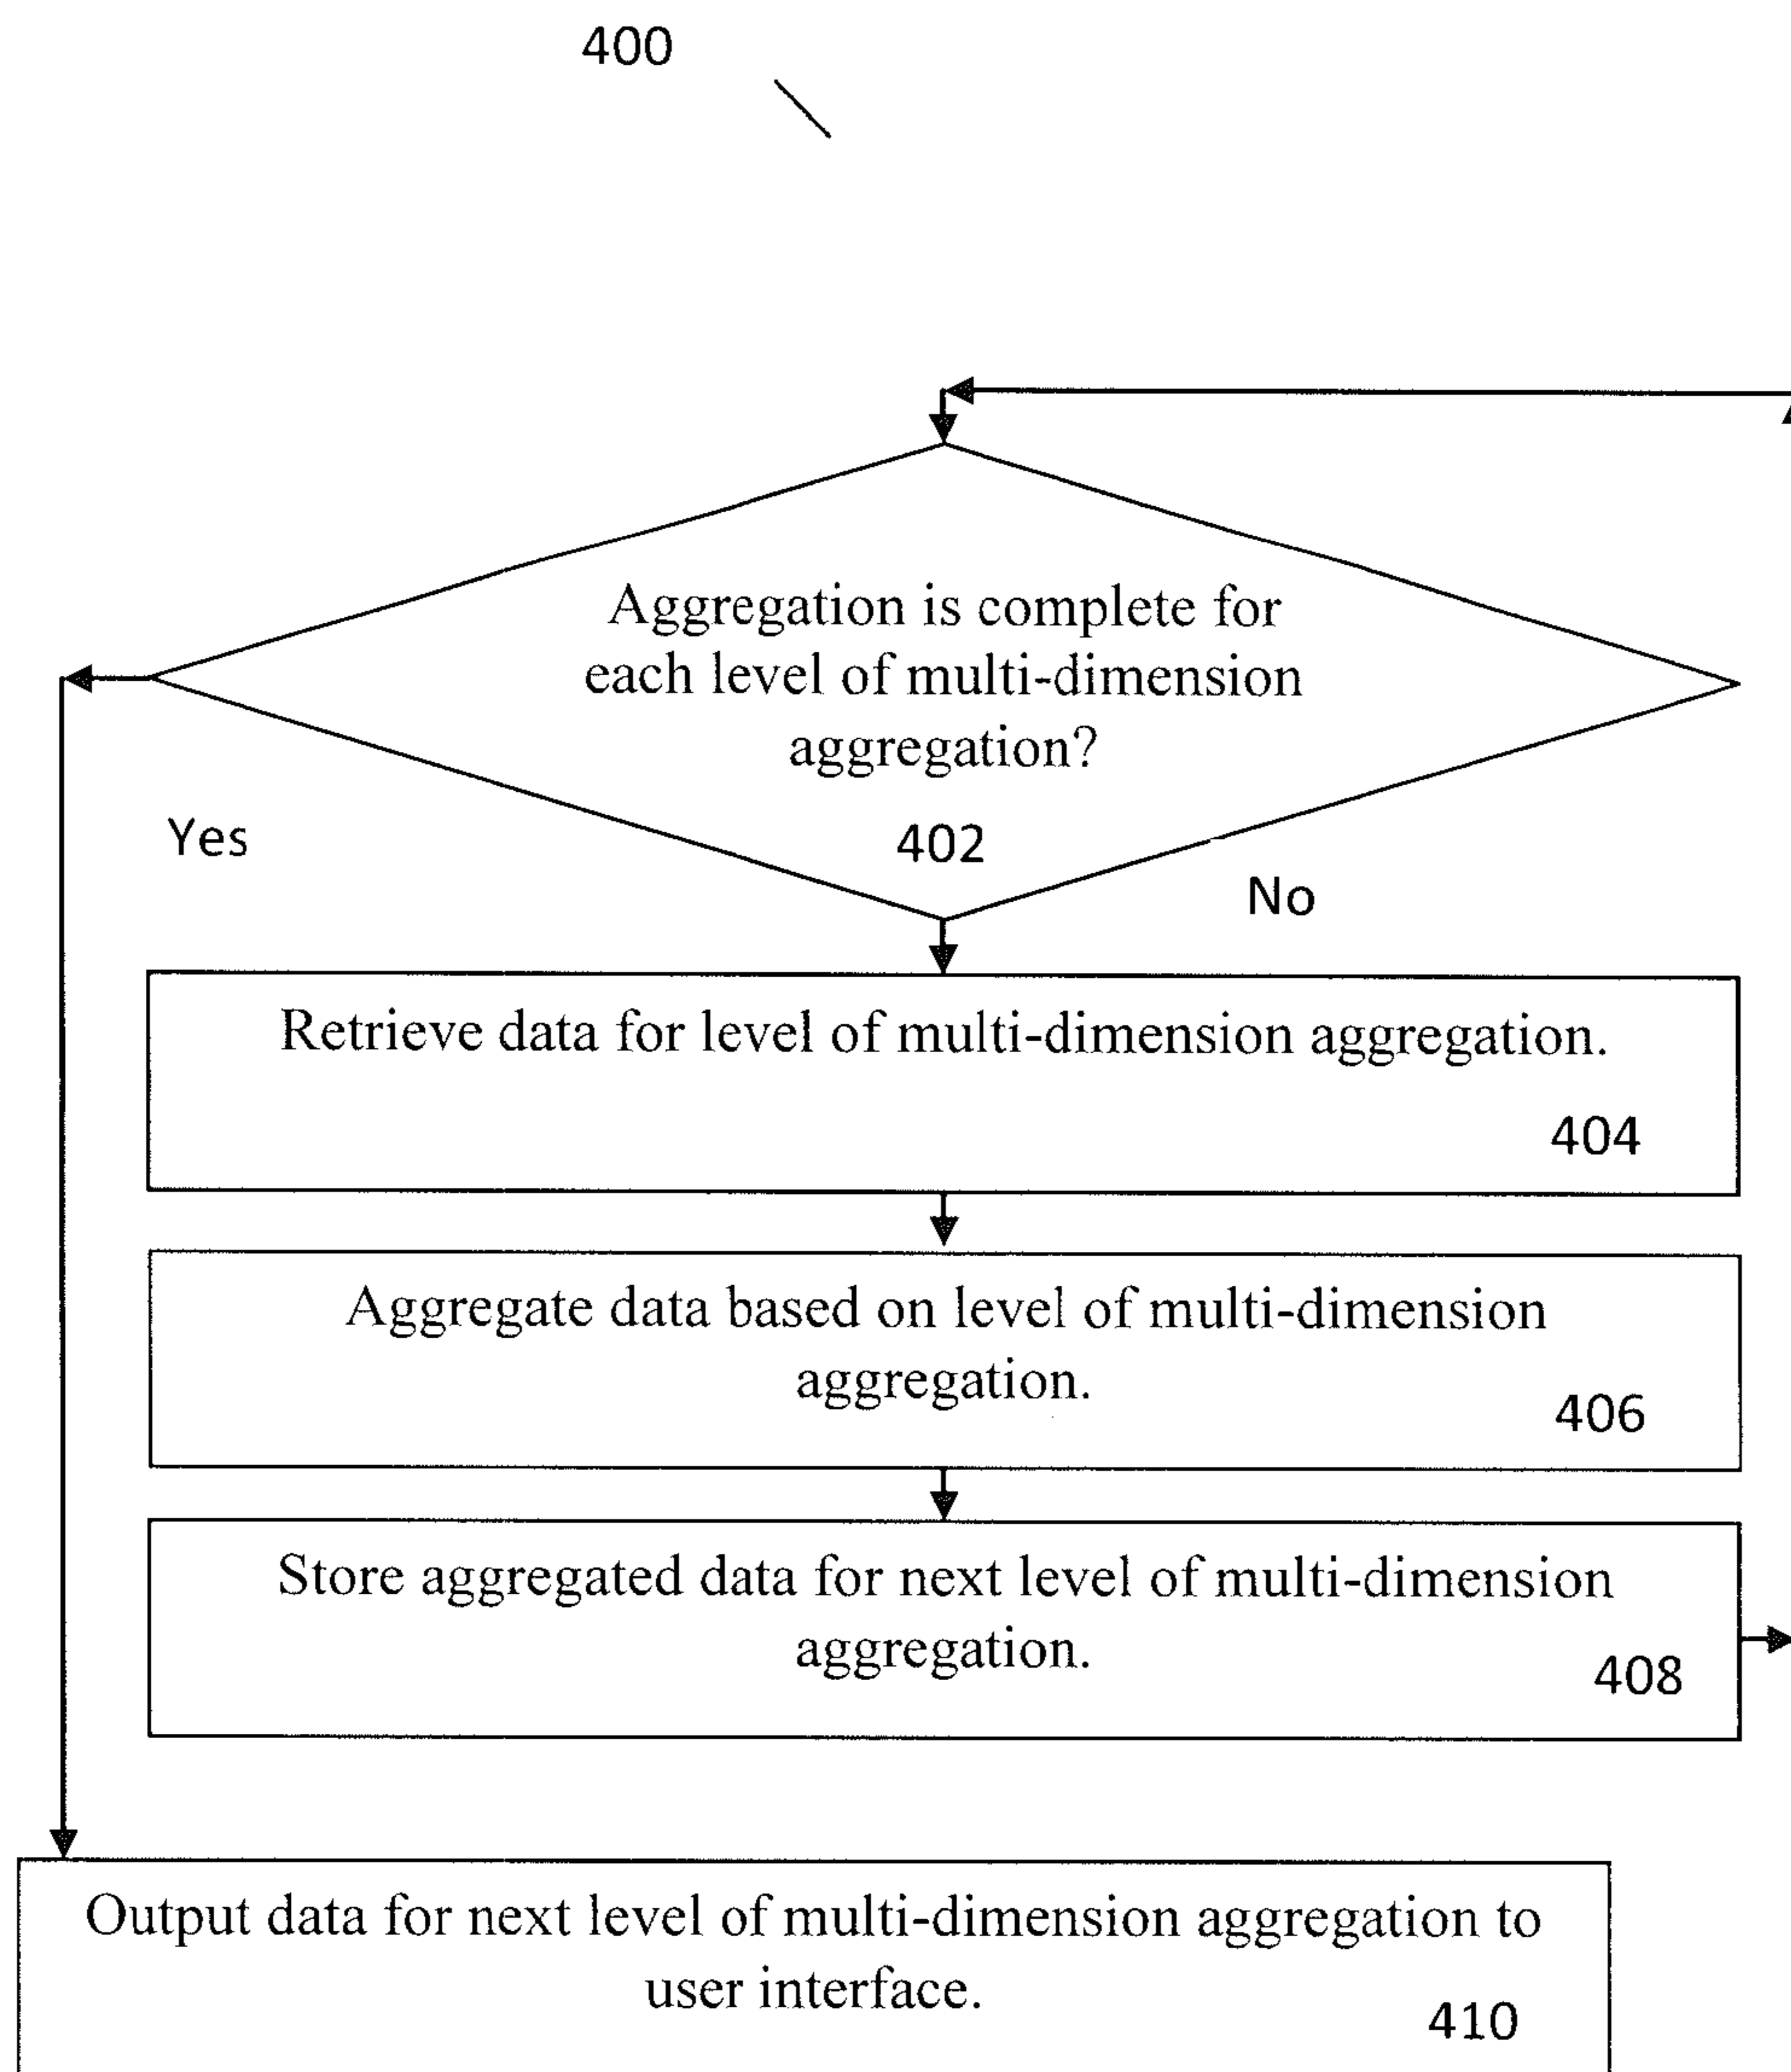 400
Aggregation is complete for
each level of multi-dimension
aggregation?
402
Yes
No
Retrieve data for level of multi-dimension aggregation.
404
Aggregate data based on level of multi-dimension
aggregation.
406
Store aggregated data for next level of multi-dimension
aggregation.
408
Output data for next level of multi-dimension aggregation to
user interface.
410